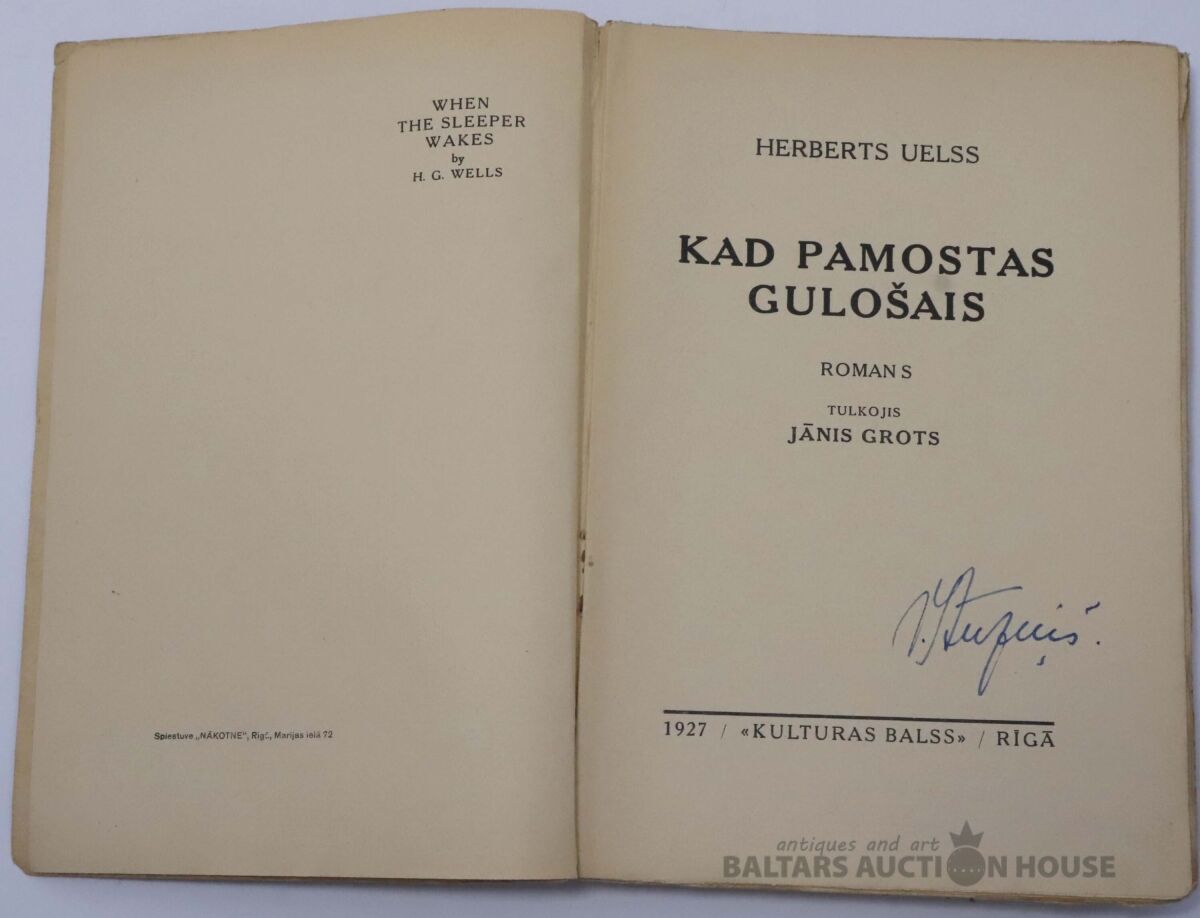 WHEN
THE SLEEPER
WAKES
by
H. G. WELLS
Spiestuve „NĀKOTNE", Rīgā, Marijas ielā 72
HERBERTS UELSS
KAD PAMOSTAS
GULOŠAIS
ROMANS
TULKOJIS
JĀNIS GROTS
1927 / «KULTURAS BALSS» / RĪGĀ
antiques and art
BALTARS AUCTION HOUSE